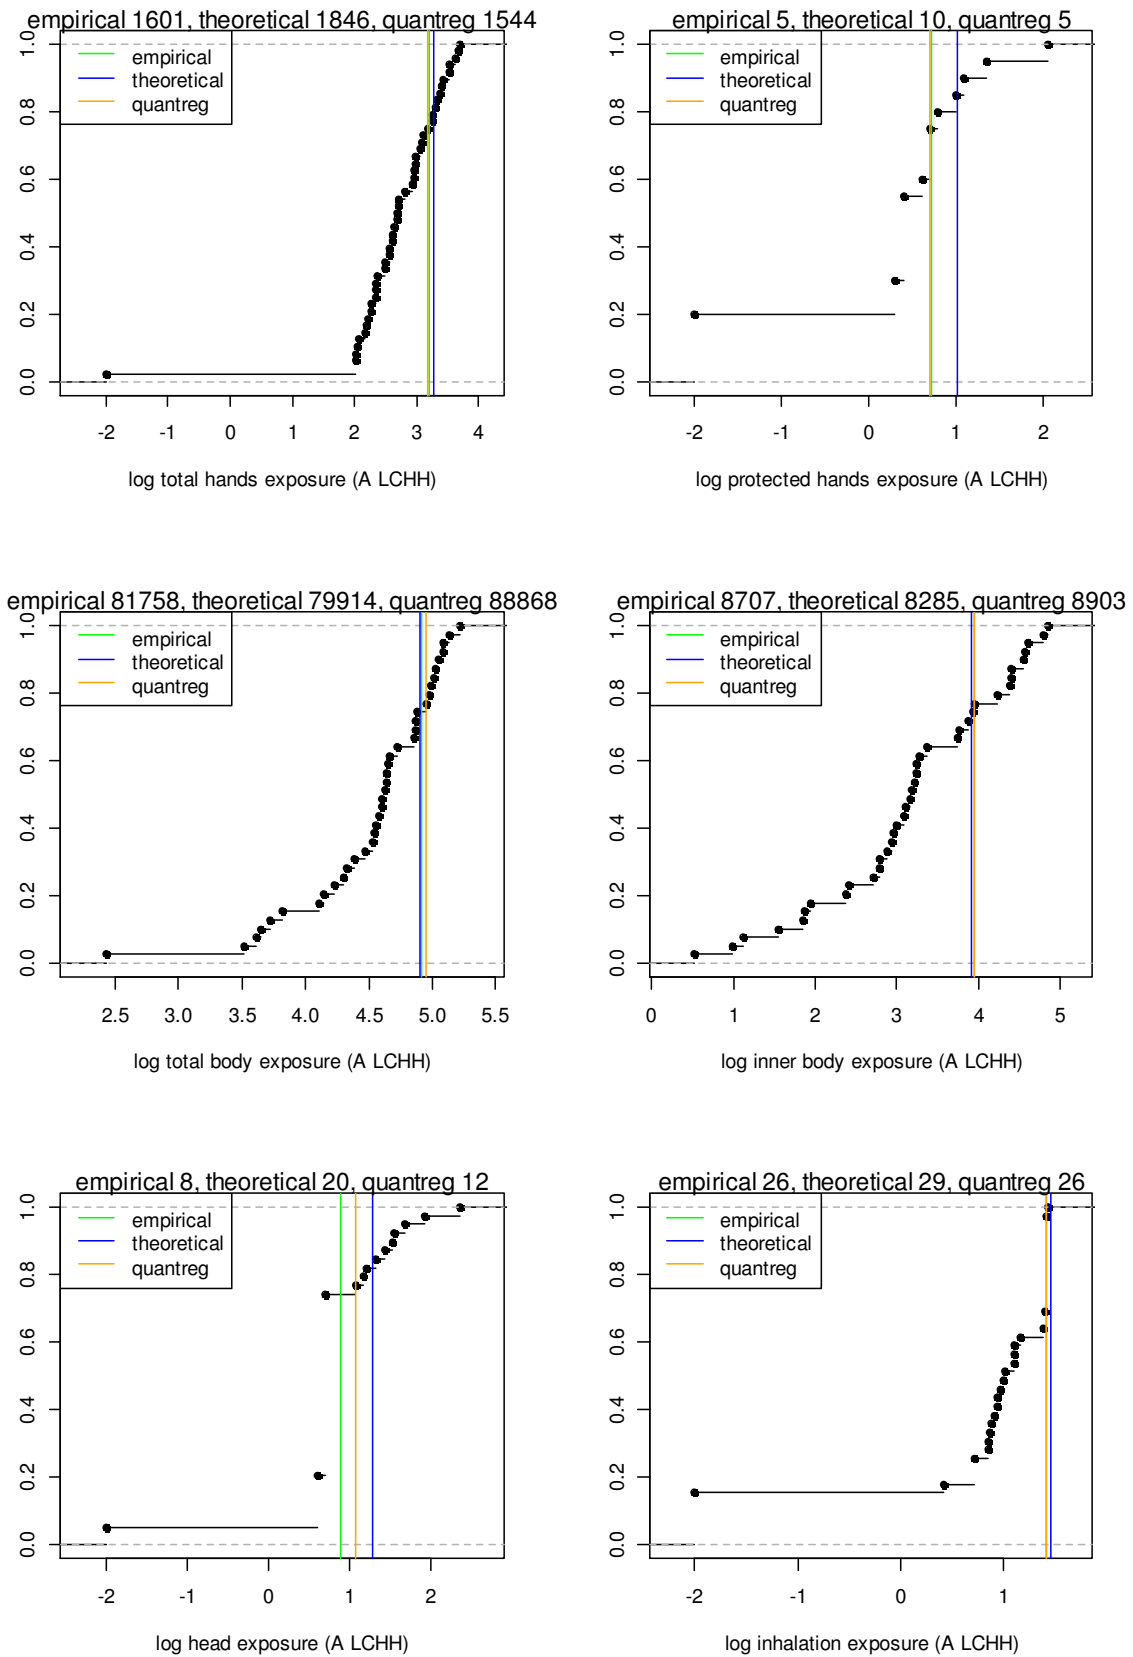 empirical 1601, theoretical 1846, quantreg 1544
empirical
theoretical
quantreg
0.0 0.2 0.4 0.6 0.8 1.0
-2 -1 0 1 2 3 4
log total hands exposure (A LCHH)
empirical 5, theoretical 10, quantreg 5
empirical
theoretical
quantreg
0.0 0.2 0.4 0.6 0.8 1.0
-2 -1 0 1 2
log protected hands exposure (A LCHH)
empirical 81758, theoretical 79914, quantreg 88868
empirical
theoretical
quantreg
0.0 0.2 0.4 0.6 0.8 1.0
2.5 3.0 3.5 4.0 4.5 5.0 5.5
log total body exposure (A LCHH)
empirical 8707, theoretical 8285, quantreg 8903
empirical
theoretical
quantreg
0.0 0.2 0.4 0.6 0.8 1.0
0 1 2 3 4 5
log inner body exposure (A LCHH)
empirical 8, theoretical 20, quantreg 12
empirical
theoretical
quantreg
0.0 0.2 0.4 0.6 0.8 1.0
-2 -1 0 1 2
log head exposure (A LCHH)
empirical 26, theoretical 29, quantreg 26
empirical
theoretical
quantreg
0.0 0.2 0.4 0.6 0.8 1.0
-2 -1 0 1
log inhalation exposure (A LCHH)